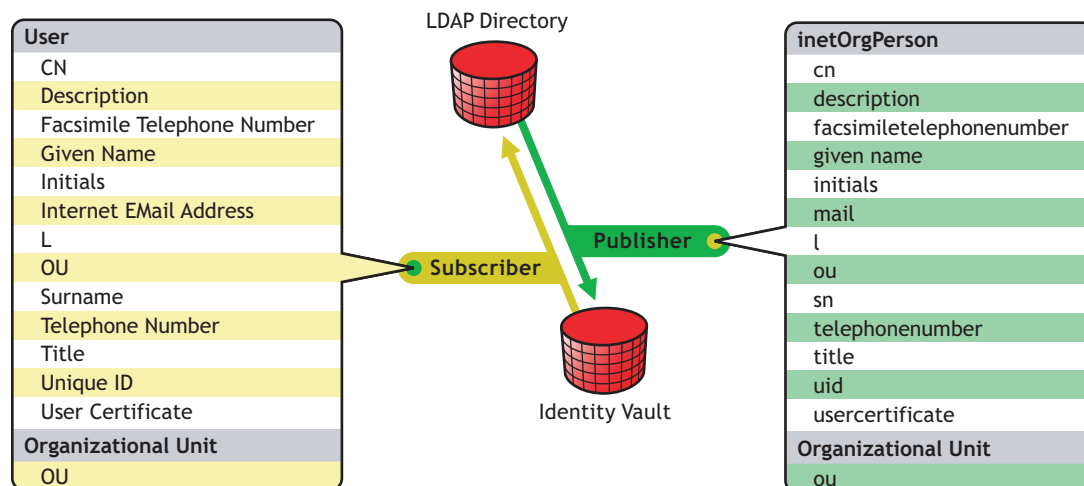 User
CN
Description
Facsimile Telephone Number
Given Name
Initials
Internet EMail Address
L
OU
Surname
Telephone Number
Title
Unique ID
User Certificate
Organizational Unit
OU
LDAP Directory
Publisher
Subscriber
Identity Vault
inetOrgPerson
cn
description
facsimiletelephonenumber
given name
initials
mail
l
ou
sn
telephonenumber
title
uid
usercertificate
Organizational Unit
ou